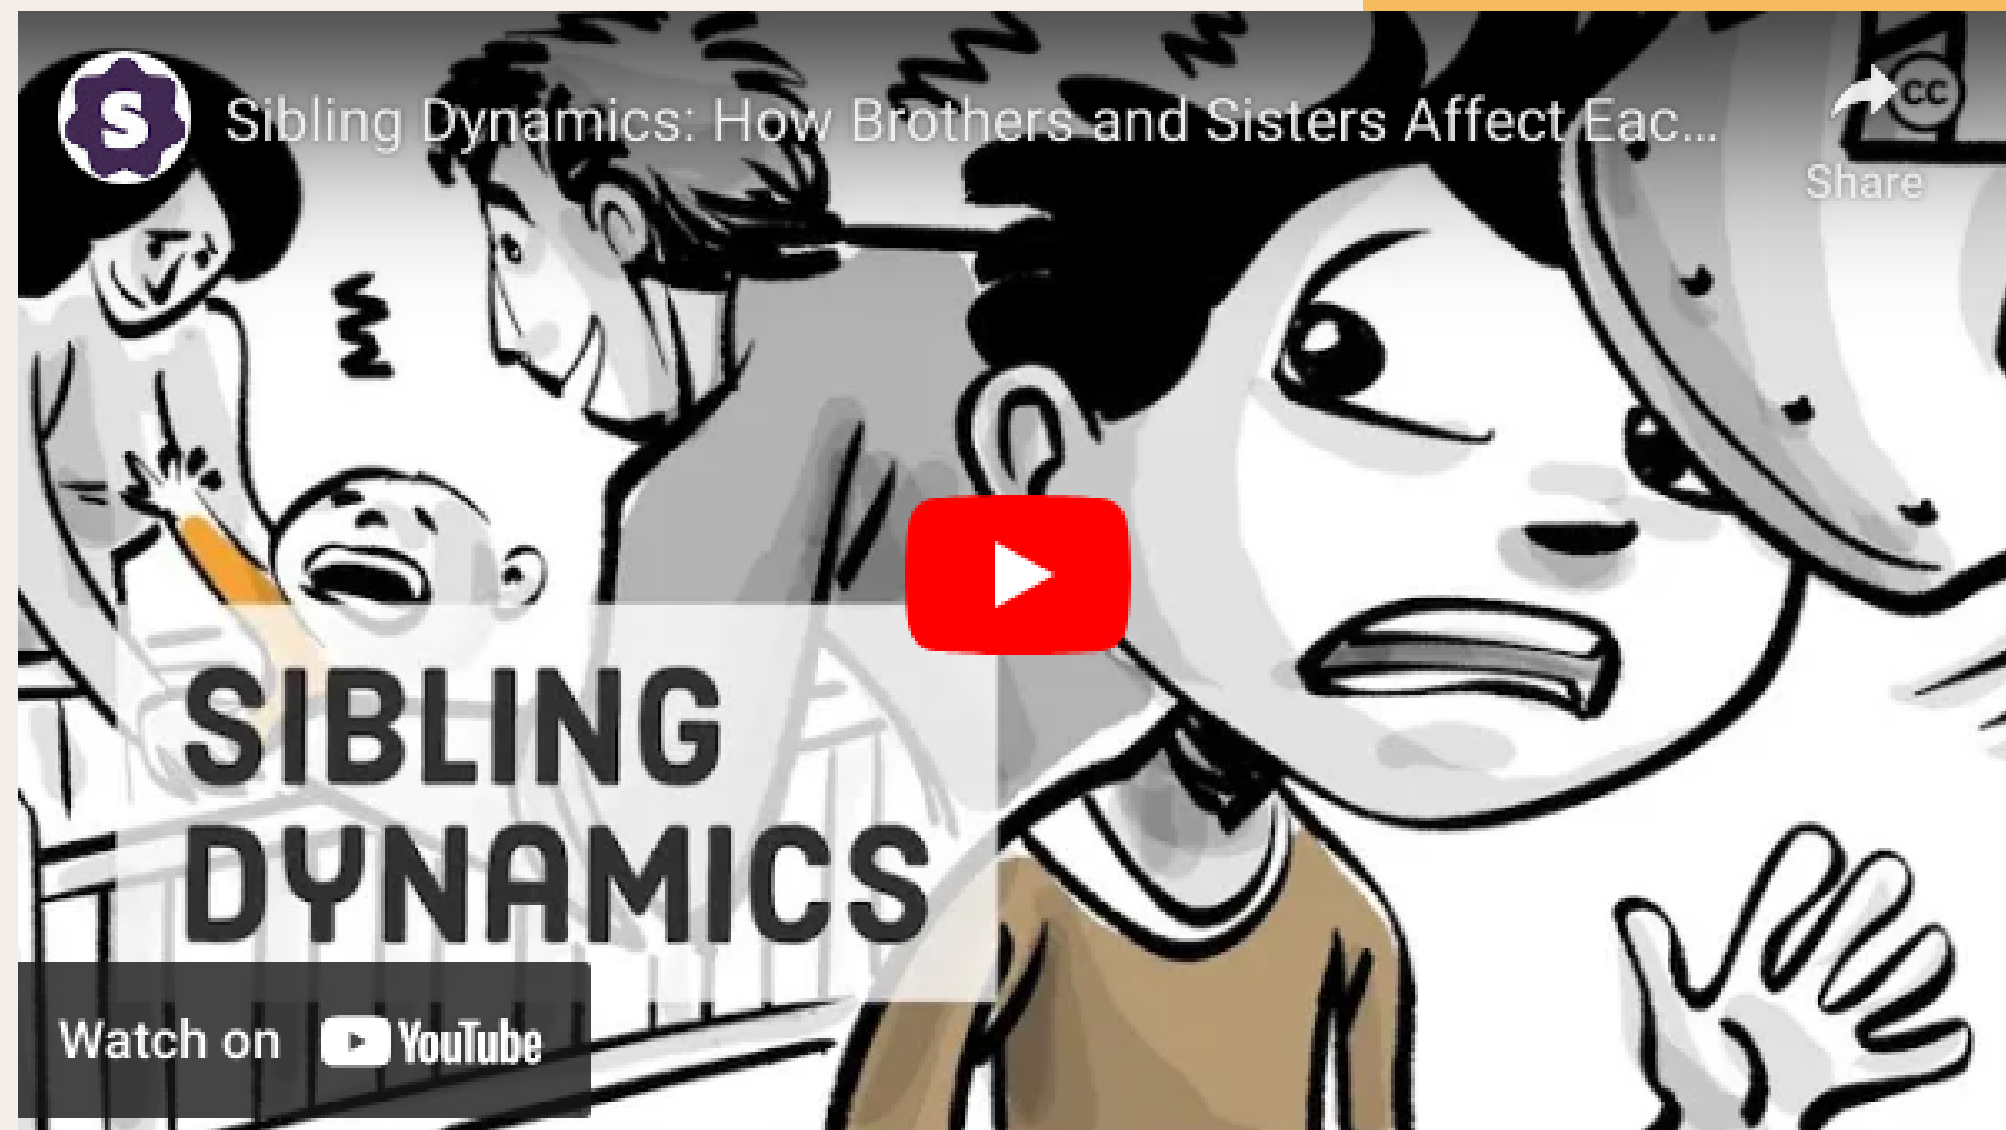 S
Sibling Dynamics: How Brothers and Sisters Affect Eac...
CC
Share
SIBLING
DYNAMICS
Watch on YouTube